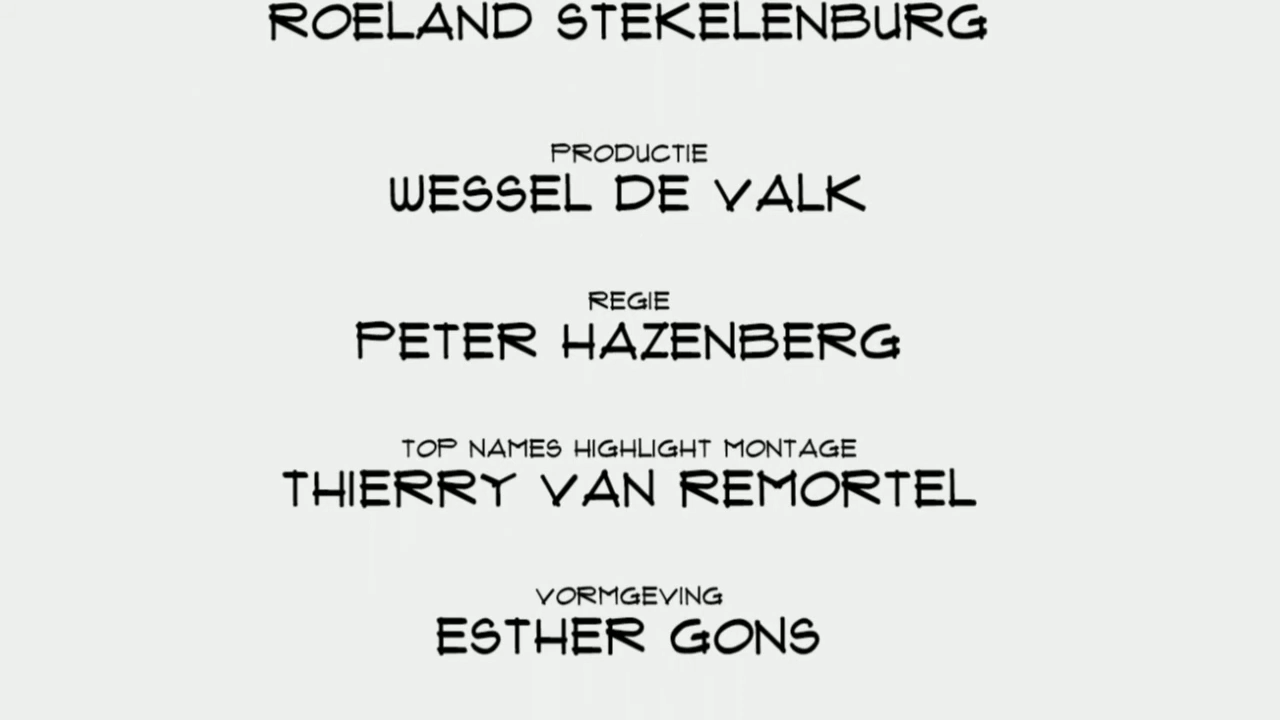 ROELAND STEKELENBURG
PRODUCTIE
WESSEL DE VALK
REGIE
PETER HAZENBERG
TOP NAMES HIGHLIGHT MONTAGE
THIERRY VAN REMORTEL
VORMGEVING
ESTHER GONS